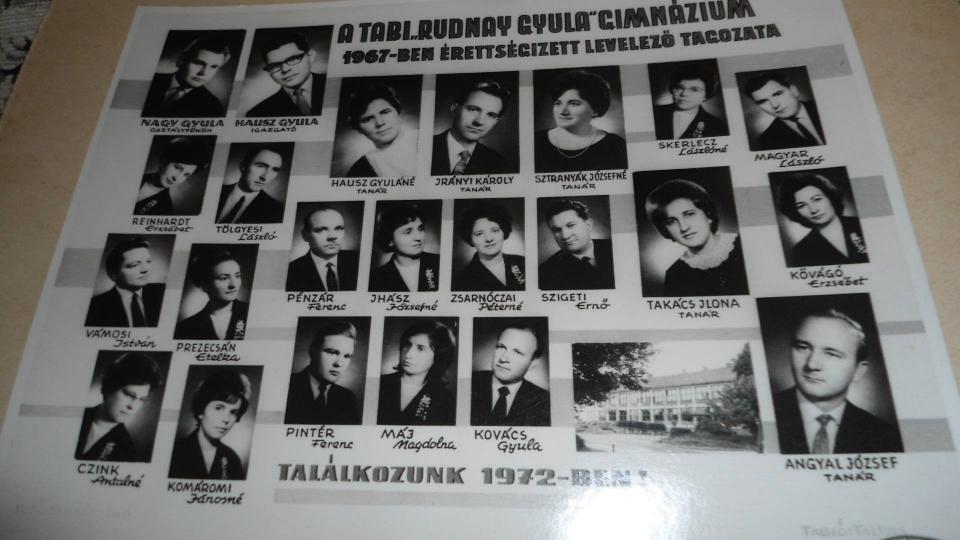 A TABI „RUDNAY GYULA" GIMNÁZIUM
1967-BEN ÉRETTSÉGIZETT LEVELEZŐ TAGOZATA
NAGY GYULA
OSZTÁLYFŐNÖK
HAUSZ GYULA
IGAZGATÓ
HAUSZ GYULÁNÉ
TANÁR
IRÁNYI KÁROLY
TANÁR
SZTRANYÁK JÓZSEFNÉ
TANÁR
SKERLECZ
Lászlóné
MAGYAR
László
REINHARDT
Erzsébet
TÖLGYESI
László
PÉNZÁR
Ferenc
IHÁSZ
Józsefné
ZSARNÓCZAI
Péterné
SZIGETI
Ernő
TAKÁCS ILONA
TANÁR
KŐVÁGÓ
Erzsébet
VÁMOSI
István
PREZECSÁN
Etelka
PINTÉR
Ferenc
MÁJ
Magdolna
KOVÁCS
Gyula
ANGYAL JÓZSEF
TANÁR
CZINK
Antalné
KOMÁROMI
Jánosné
TALÁLKOZUNK 1972-BEN!